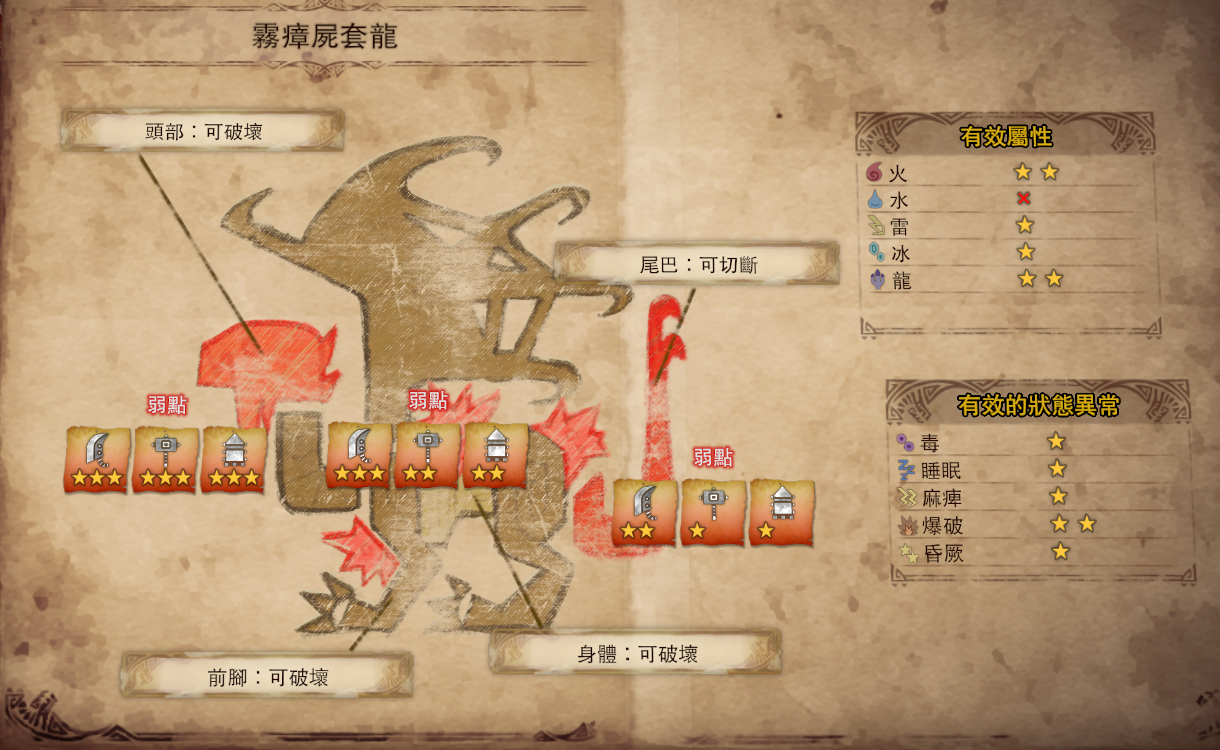 霧瘴屍套龍
頭部：可破壞
尾巴：可切斷
弱點
弱點
弱點
前腳：可破壞
身體：可破壞
有效屬性
火
水
雷
冰
龍
有效的狀態異常
毒
睡眠
麻痺
爆破
昏厥